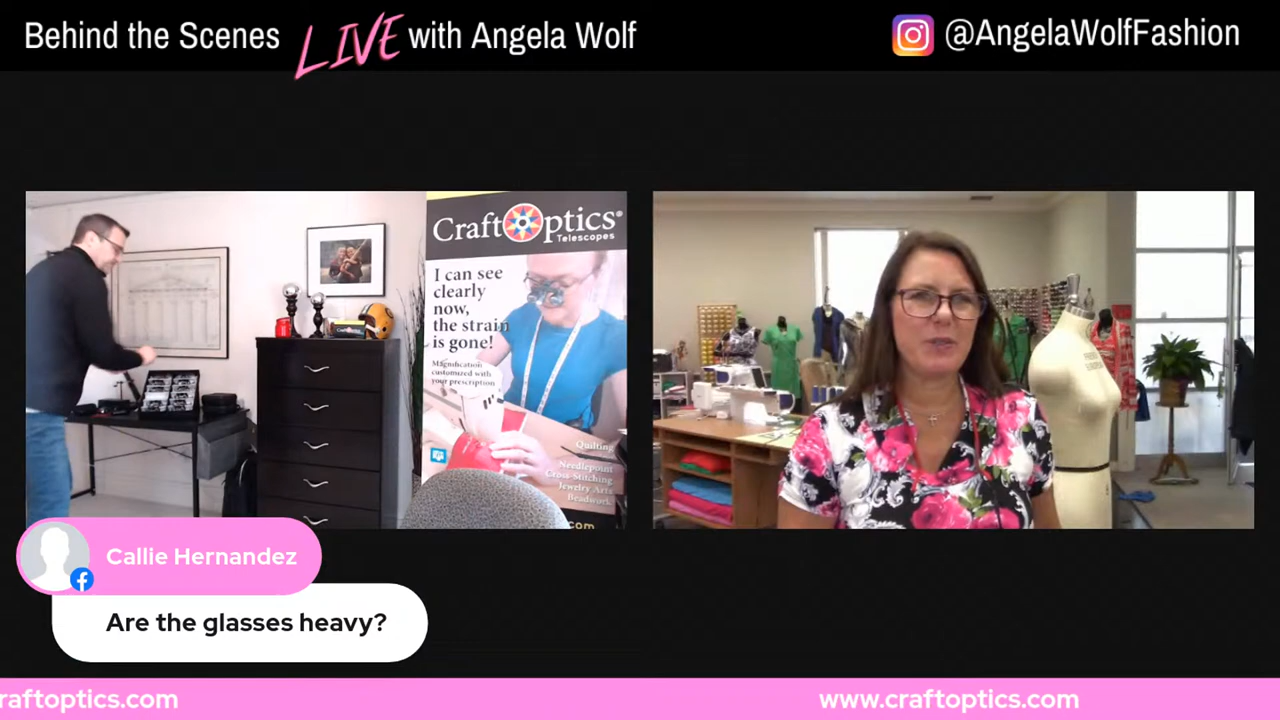 Behind the Scenes LIVE with Angela Wolf
@AngelaWolfFashion
CraftOptics®
Telescopes
I can see
clearly
now,
the strain
is gone!
Magnification
customized with
your prescription
Quilting
Needlepoint
Cross-Stitching
Jewelry Arts
Beadwork
.com
Callie Hernandez
Are the glasses heavy?
raftoptics.com
www.craftoptics.com